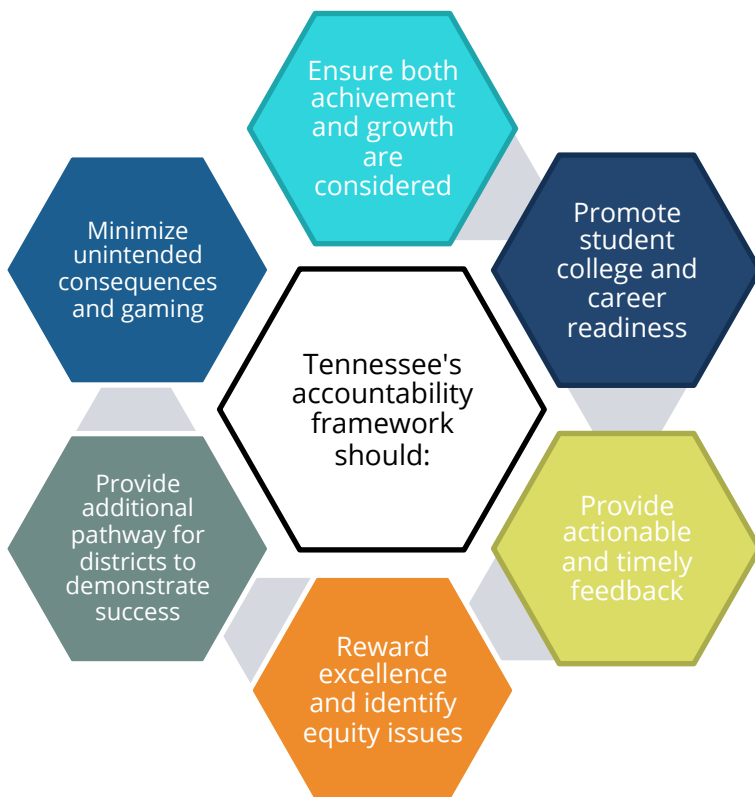 Ensure both
achivement
and growth
are
considered
Promote
student
college and
career
readiness
Provide
actionable
and timely
feedback
Reward
excellence
and identify
equity issues
Provide
additional
pathway for
districts to
demonstrate
success
Minimize
unintended
consequences
and gaming
Tennessee's
accountability
framework
should: